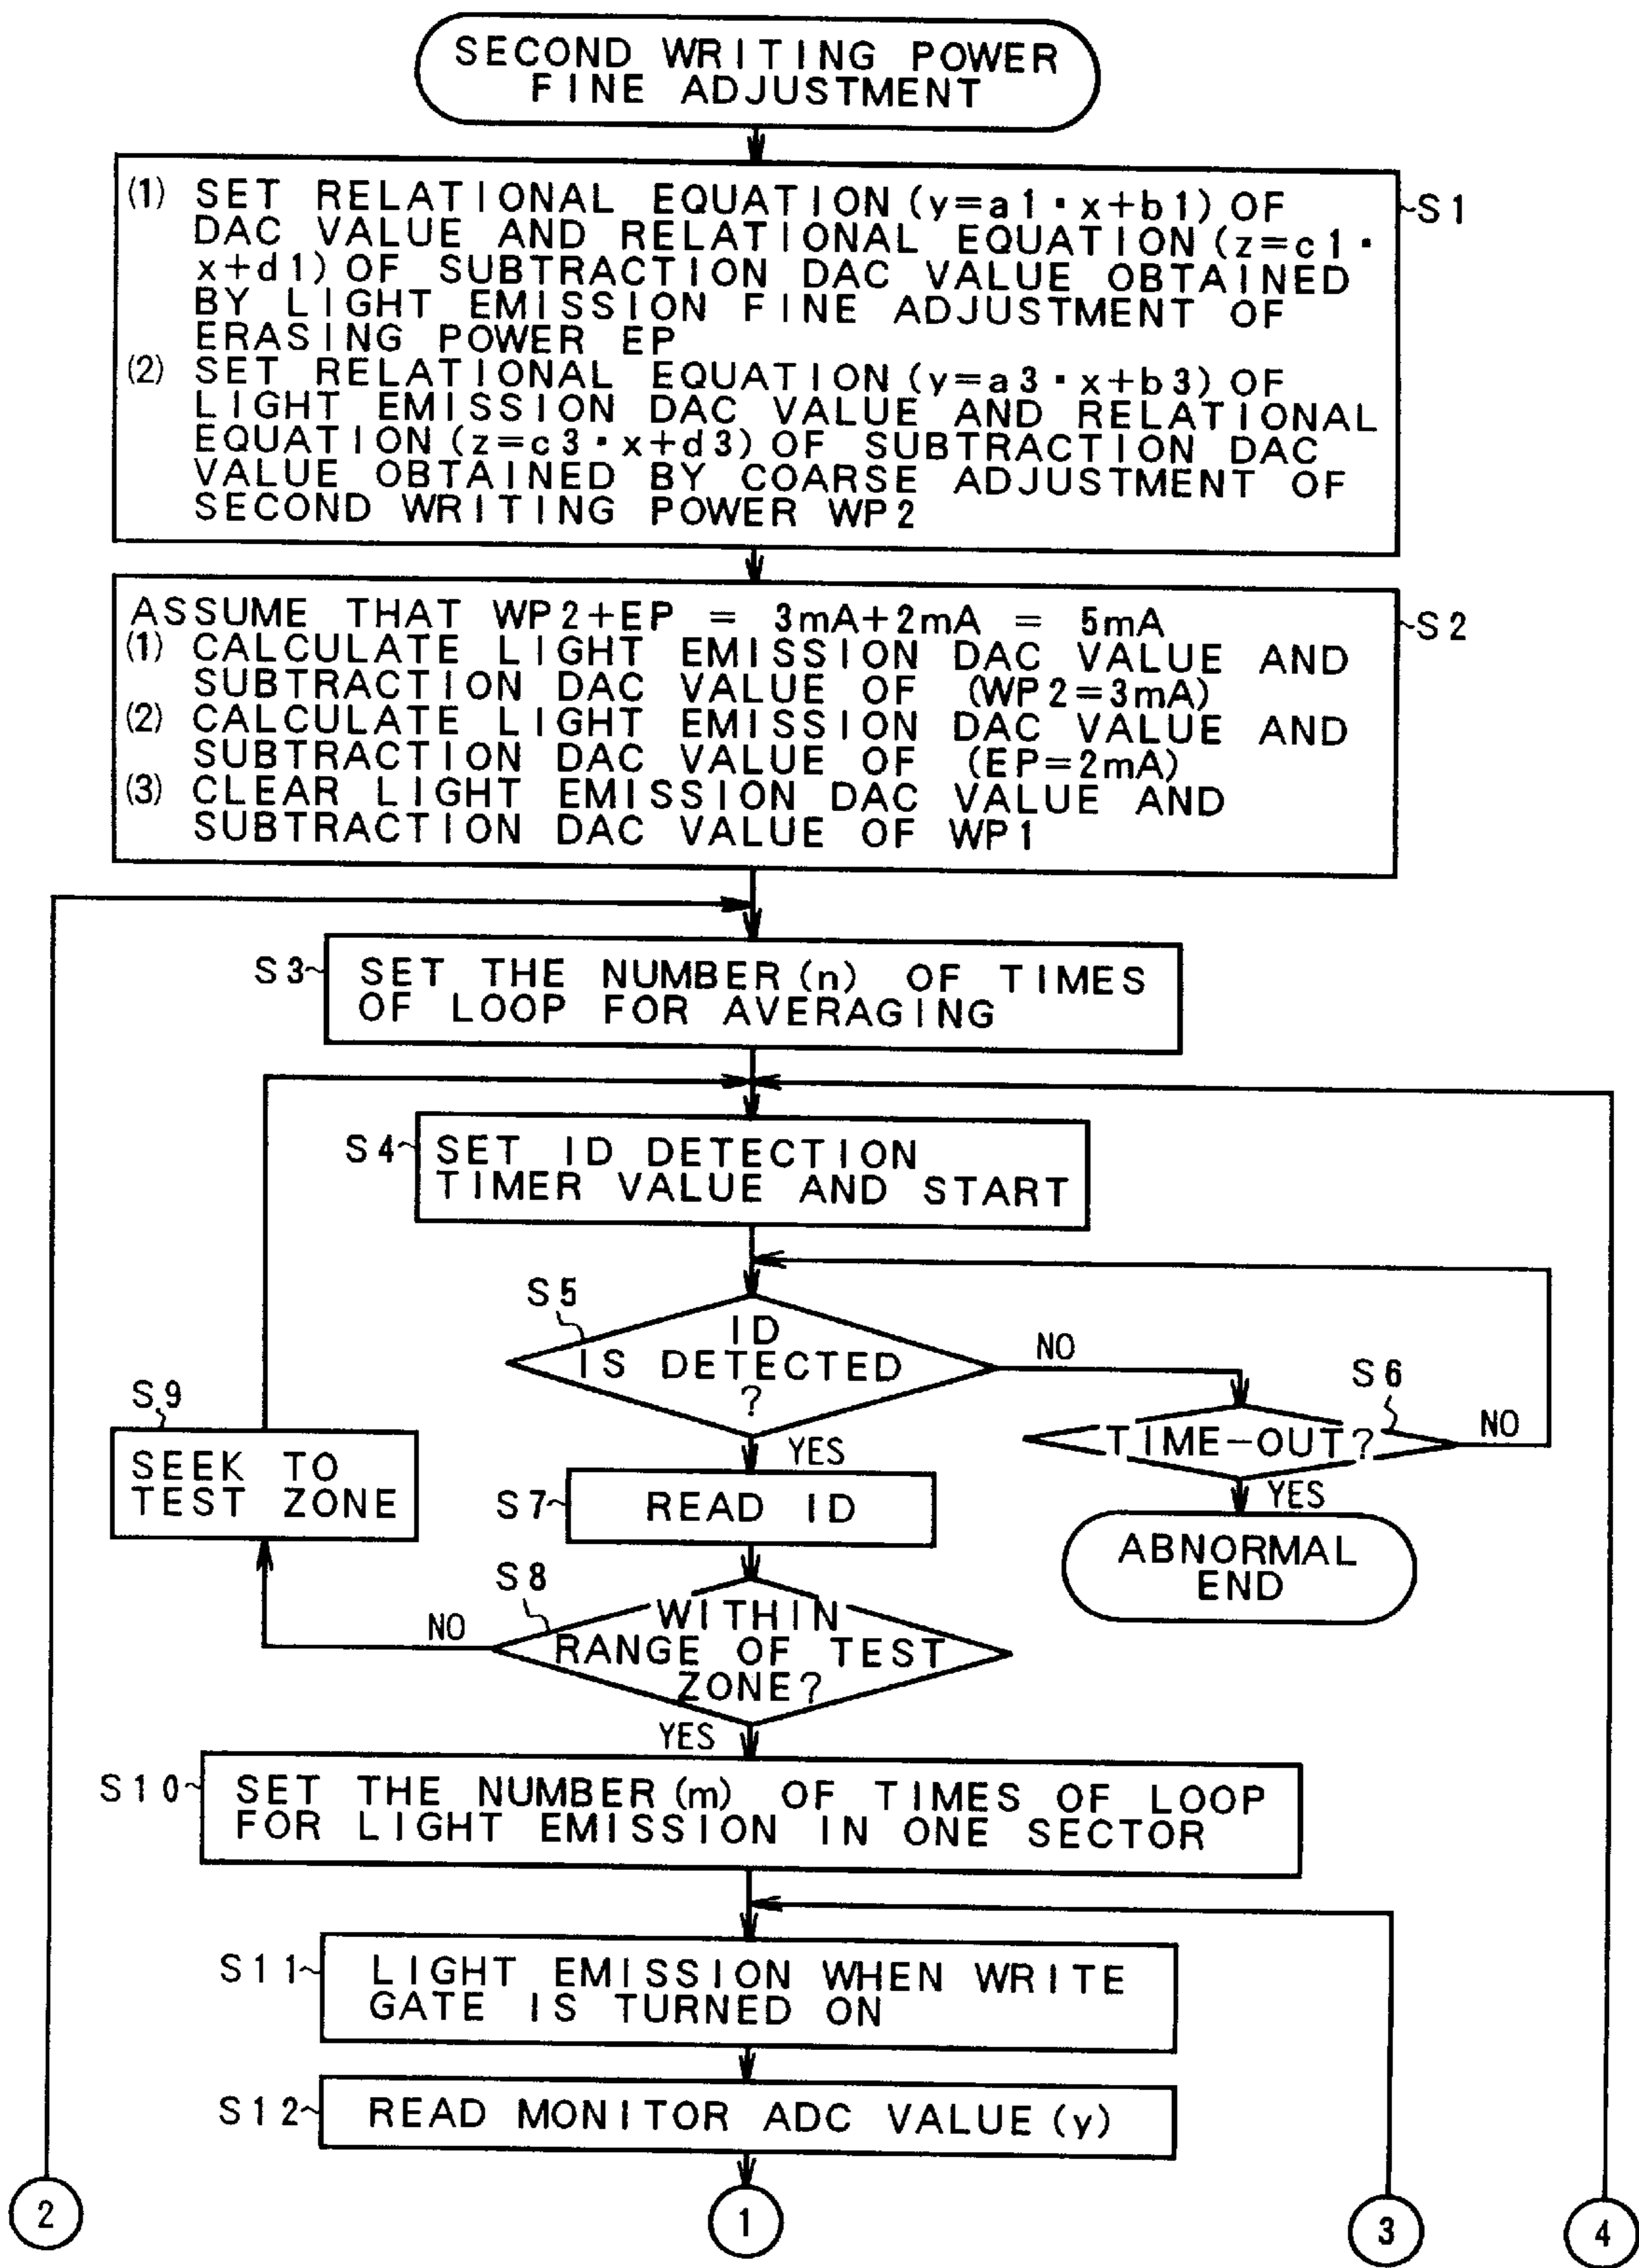 SECOND WRITING POWER
FINE ADJUSTMENT
(1) SET RELATIONAL EQUATION (y=a1・x+b1) OF
DAC VALUE AND RELATIONAL EQUATION (z=c1・
x+d1) OF SUBTRACTION DAC VALUE OBTAINED
BY LIGHT EMISSION FINE ADJUSTMENT OF
ERASING POWER EP
(2) SET RELATIONAL EQUATION (y=a3・x+b3) OF
LIGHT EMISSION DAC VALUE AND RELATIONAL
EQUATION (z=c3・x+d3) OF SUBTRACTION DAC
VALUE OBTAINED BY COARSE ADJUSTMENT OF
SECOND WRITING POWER WP2
S1
ASSUME THAT WP2+EP = 3mA+2mA = 5mA
(1) CALCULATE LIGHT EMISSION DAC VALUE AND
SUBTRACTION DAC VALUE OF (WP2=3mA)
(2) CALCULATE LIGHT EMISSION DAC VALUE AND
SUBTRACTION DAC VALUE OF (EP=2mA)
(3) CLEAR LIGHT EMISSION DAC VALUE AND
SUBTRACTION DAC VALUE OF WP1
S2
S3
SET THE NUMBER (n) OF TIMES
OF LOOP FOR AVERAGING
S4
SET ID DETECTION
TIMER VALUE AND START
S5
ID
IS DETECTED
?
NO
YES
S6
TIME-OUT?
NO
YES
ABNORMAL
END
S9
SEEK TO
TEST ZONE
S7
READ ID
S8
WITHIN
RANGE OF TEST
ZONE?
NO
YES
S10
SET THE NUMBER (m) OF TIMES OF LOOP
FOR LIGHT EMISSION IN ONE SECTOR
S11
LIGHT EMISSION WHEN WRITE
GATE IS TURNED ON
S12
READ MONITOR ADC VALUE (y)
2
1
3
4